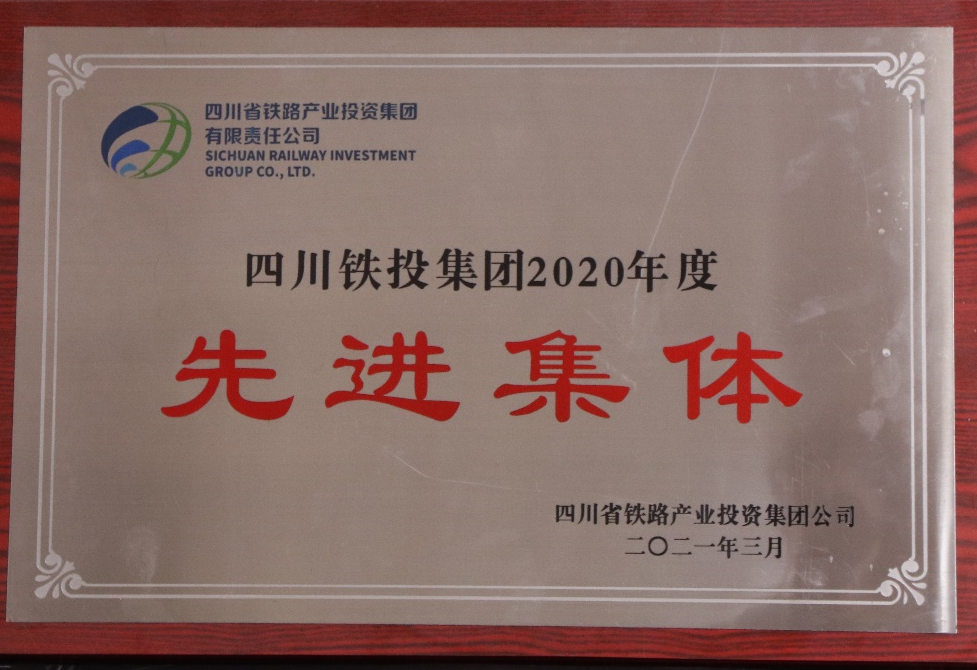 四川省铁路产业投资集团
有限责任公司
SICHUAN RAILWAY INVESTMENT
GROUP CO., LTD.
四川铁投集团2020年度
先进集体
四川省铁路产业投资集团公司
二〇二一年三月